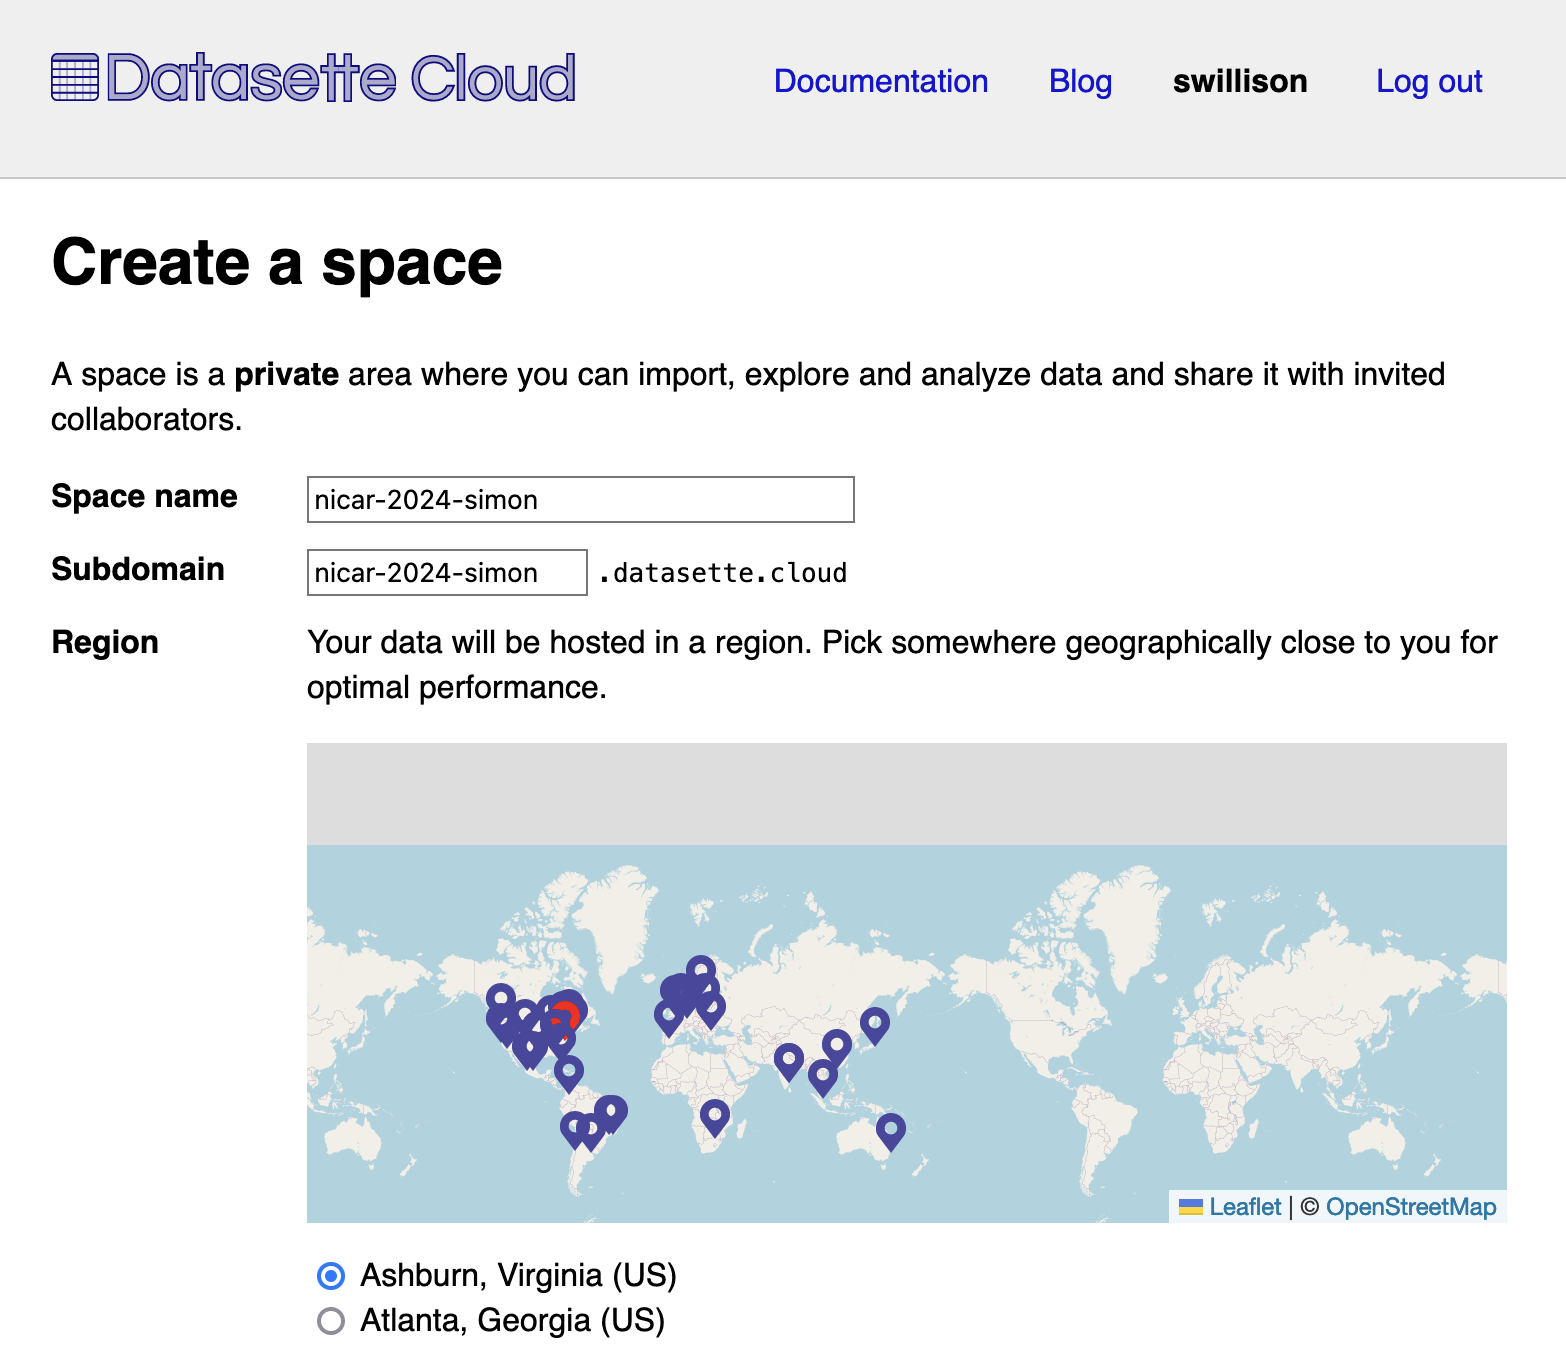 Datasette Cloud
Documentation Blog swillison Log out
Create a space
A space is a private area where you can import, explore and analyze data and share it with invited
collaborators.
Space name nicar-2024-simon
Subdomain nicar-2024-simon .datasette.cloud
Region Your data will be hosted in a region. Pick somewhere geographically close to you for
optimal performance.
Leaflet | © OpenStreetMap
Ashburn, Virginia (US)
Atlanta, Georgia (US)